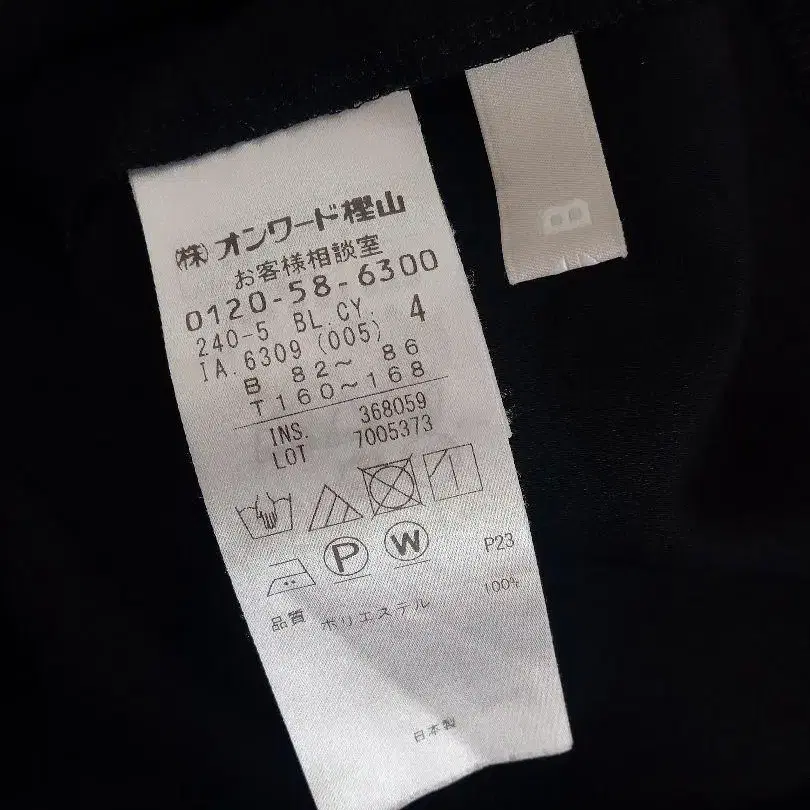 (株)オンワード樫山
お客様相談室
0120-58-6300
240-5 BL.CY. 4
IA.6309 (005)
B 82～ 86
T160～168
INS. 368059
LOT 7005373
P W P23
品質 ポリエステル 100%
日本製
B